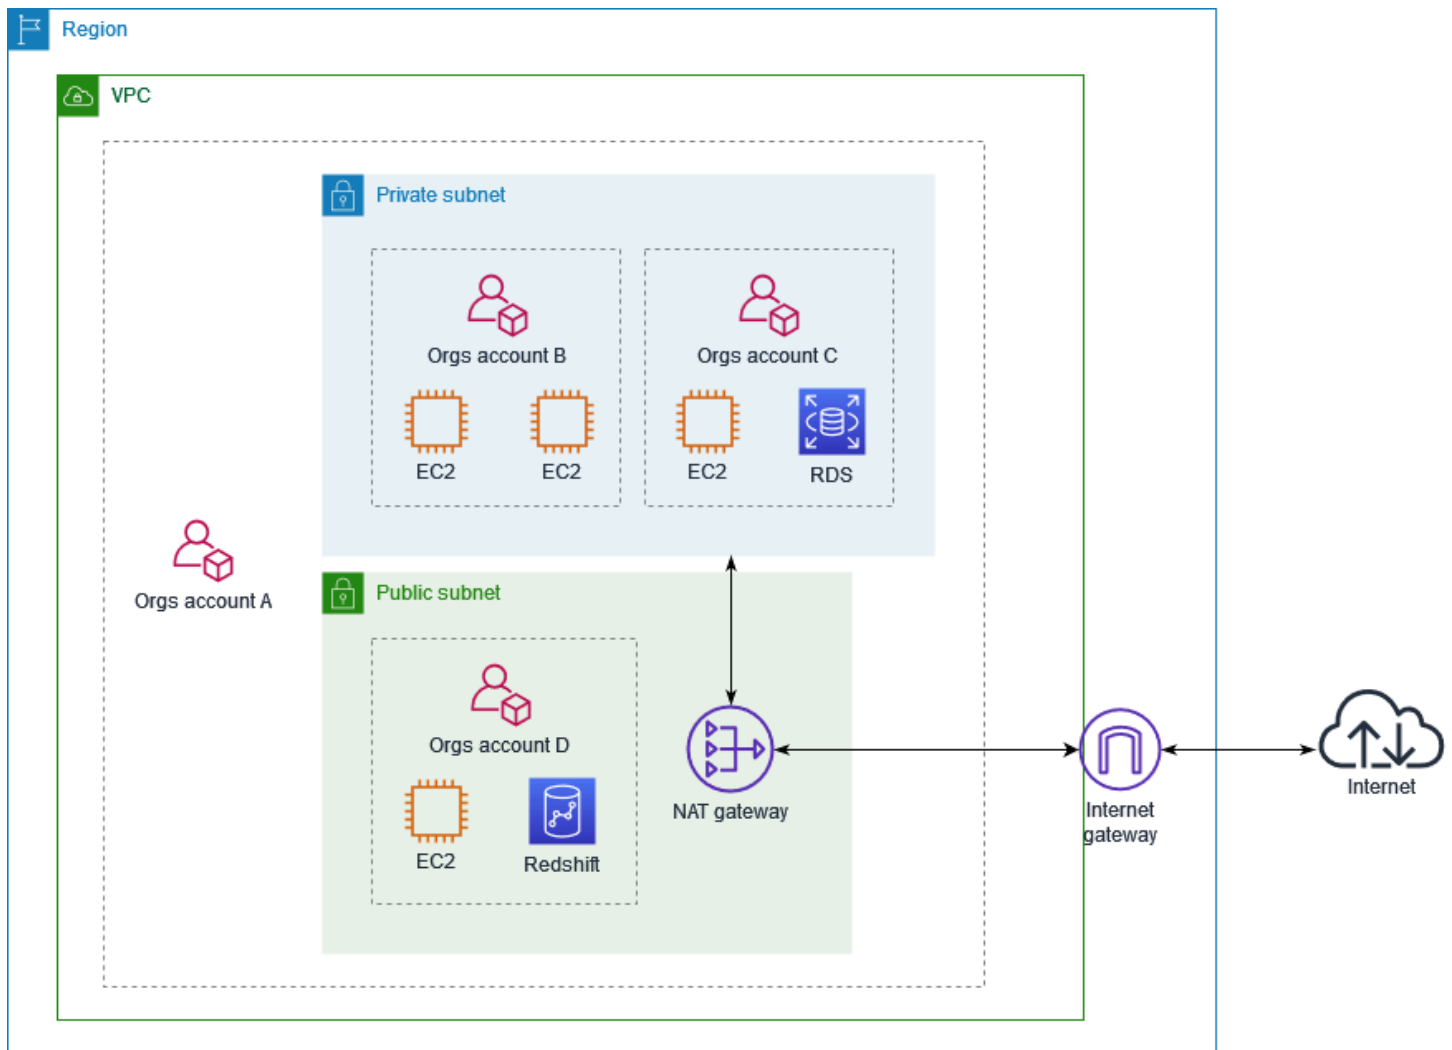 Region
VPC
Private subnet
Orgs account B
Orgs account C
EC2
EC2
EC2
RDS
Orgs account A
Public subnet
Orgs account D
EC2
Redshift
NAT gateway
Internet
gateway
Internet